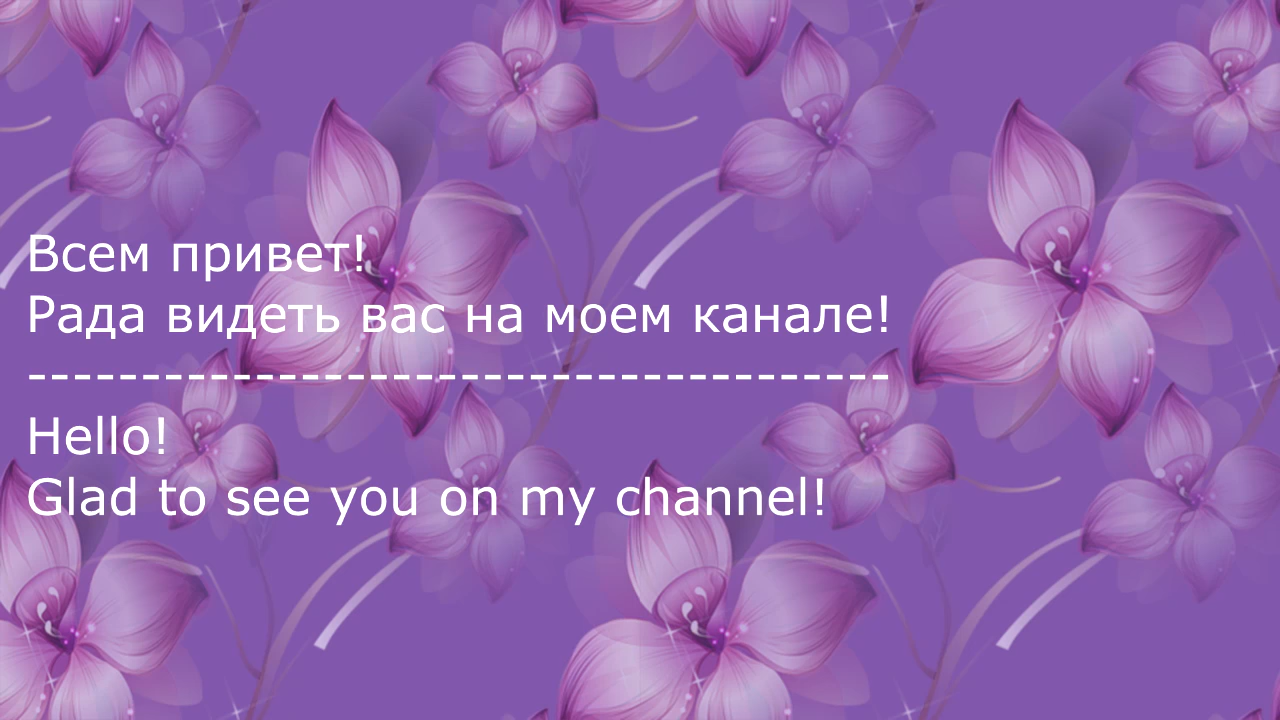 Всем привет!
Рада видеть вас на моем канале!
--------------------------------------
Hello!
Glad to see you on my channel!